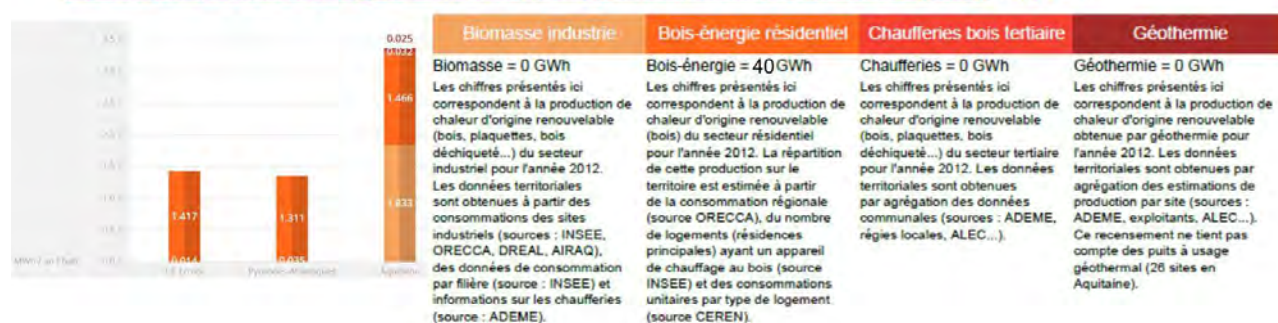 0.025
0.032
1.466
1.833
1.417
0.014
1.311
0.035
Biomasse industrie
Biomasse = 0 GWh
Les chiffres présentés ici
correspondent à la production de
chaleur d'origine renouvelable
(bois, plaquettes, bois
déchiqueté...) du secteur
industriel pour l'année 2012.
Les données territoriales
sont obtenues à partir des
consommations des sites
industriels (sources : INSEE,
ORECCA, DREAL, AIRAQ),
des données de consommation
par filière (source : INSEE) et
informations sur les chaufferies
(source : ADEME).
Bois-énergie résidentiel
Bois-énergie = 40 GWh
Les chiffres présentés ici
correspondent à la production de
chaleur d'origine renouvelable
(bois) du secteur résidentiel
pour l'année 2012. La répartition
de cette production sur le
territoire est estimée à partir
de la consommation régionale
(source ORECCA), du nombre
de logements (résidences
principales) ayant un appareil
de chauffage au bois (source
INSEE) et des consommations
unitaires par type de logement
(source CEREN).
Chaufferies bois tertiaire
Chaufferies = 0 GWh
Les chiffres présentés ici
correspondent à la production de
chaleur d'origine renouvelable
(bois, plaquettes, bois
déchiqueté...) du secteur tertiaire
pour l'année 2012. Les données
territoriales sont obtenues
par agrégation des données
communales (sources : ADEME,
régies locales, ALEC...).
Géothermie
Géothermie = 0 GWh
Les chiffres présentés ici
correspondent à la production de
chaleur d'origine renouvelable
obtenue par géothermie pour
l'année 2012. Les données
territoriales sont obtenues par
agrégation des estimations de
production par site (sources :
ADEME, exploitants, ALEC...).
Ce recensement ne tient pas
compte des puits à usage
géothermal (26 sites en
Aquitaine).